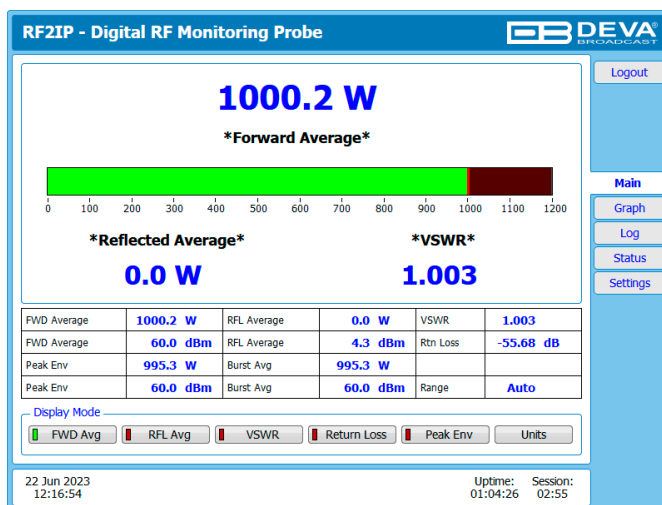 RF2IP - Digital RF Monitoring Probe
DEVA
BROADCAST
Logout
1000.2 W
*Forward Average*
0 100 200 300 400 500 600 700 800 900 1000 1100 1200
*Reflected Average* *VSWR*
0.0 W 1.003
Main
Graph
Log
Status
Settings
FWD Average 1000.2 W RFL Average 0.0 W VSWR 1.003
FWD Average 60.0 dBm RFL Average 4.3 dBm Rtn Loss -55.68 dB
Peak Env 995.3 W Burst Avg 995.3 W
Peak Env 60.0 dBm Burst Avg 60.0 dBm Range Auto
Display Mode
FWD Avg RFL Avg VSWR Return Loss Peak Env Units
22 Jun 2023 Uptime: Session:
12:16:54 01:04:26 02:55